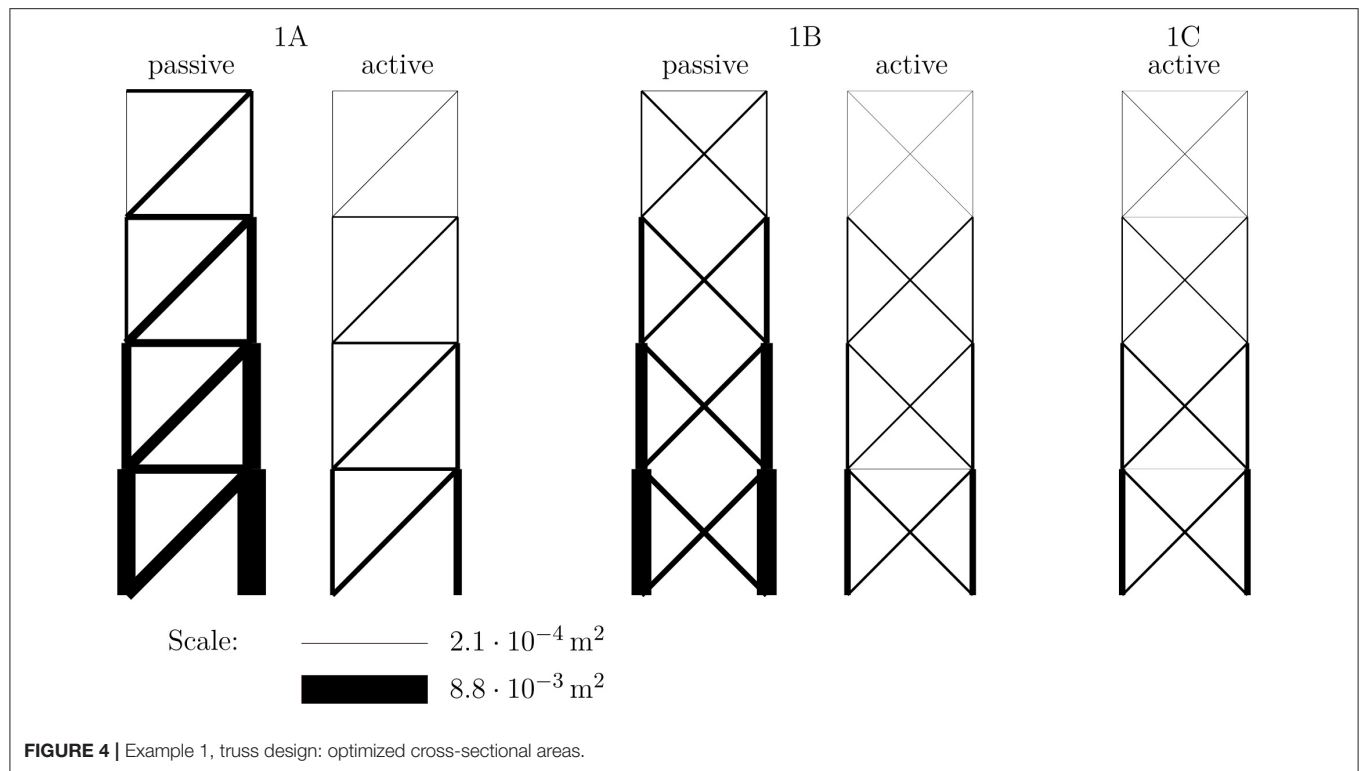 1A
passive active
1B
passive active
1C
active
Scale:
2.1 · 10⁻⁴ m²
8.8 · 10⁻³ m²
FIGURE 4 | Example 1, truss design: optimized cross-sectional areas.